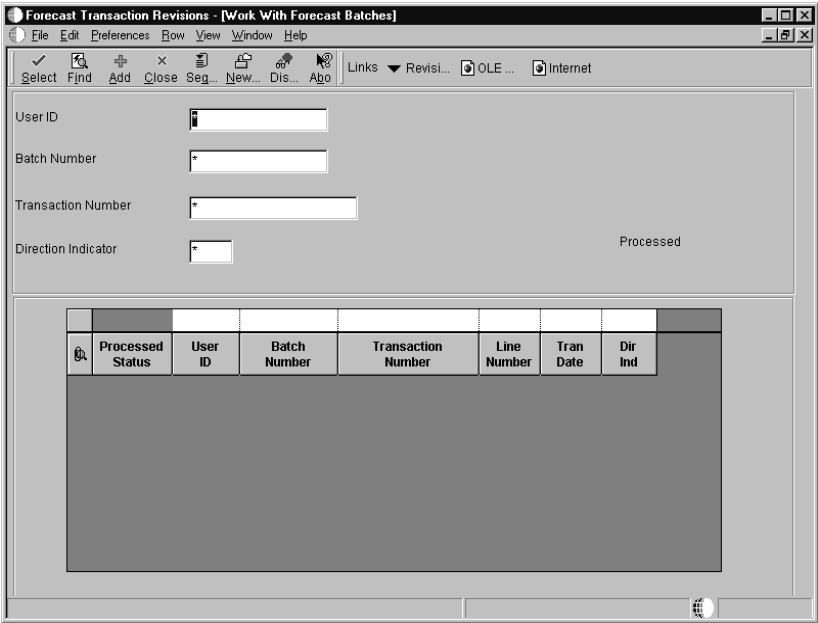 Forecast Transaction Revisions - [Work With Forecast Batches]
File Edit Preferences Row View Window Help
Select Find Add Close Seq... New... Dis... Abo Links Revisi... OLE ... Internet
User ID *
Batch Number *
Transaction Number *
Direction Indicator *
Processed
Processed Status User ID Batch Number Transaction Number Line Number Tran Date Dir Ind